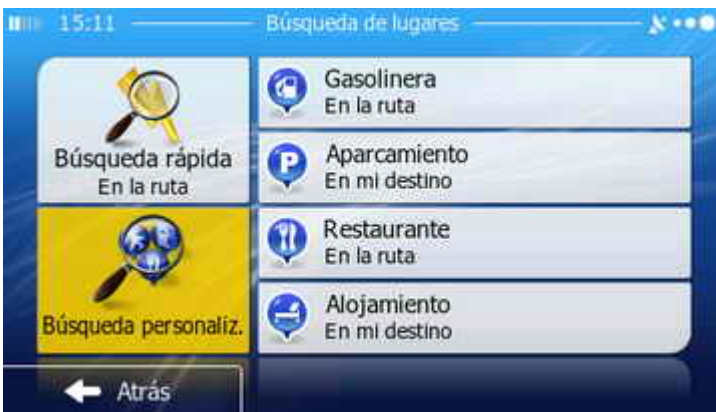 15:11
Búsqueda de lugares
Búsqueda rápida
En la ruta
Búsqueda personaliz.
Gasolinera
En la ruta
P
Aparcamiento
En mi destino
Restaurante
En la ruta
Alojamiento
En mi destino
Atrás